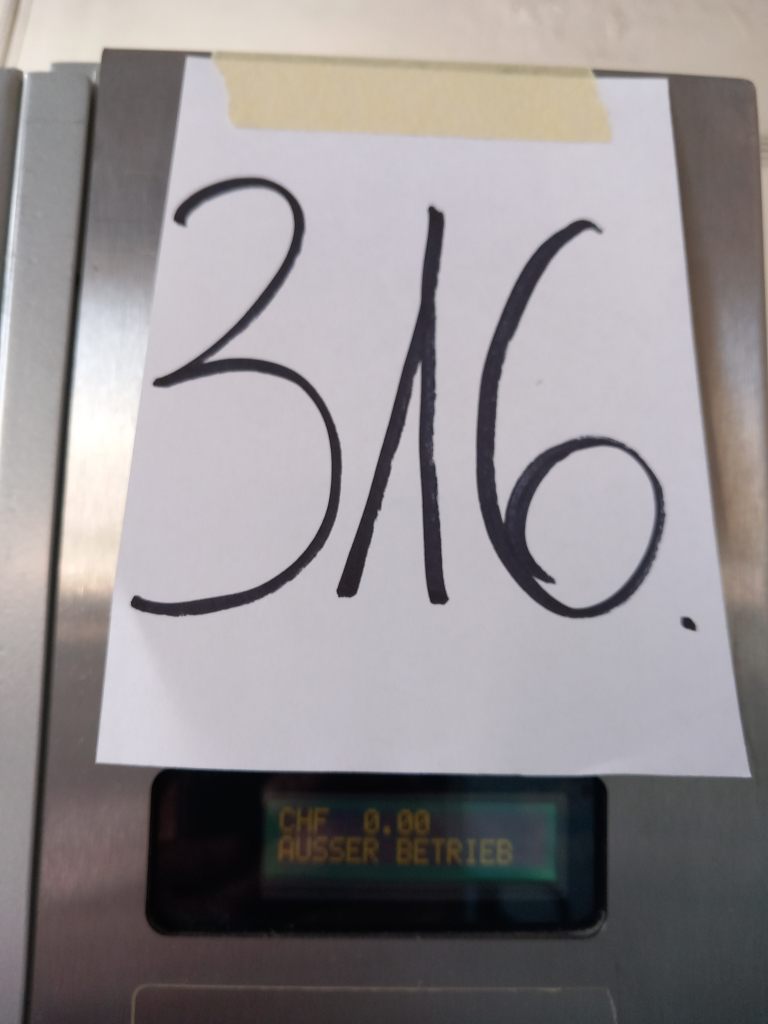 316.
CHF 0.00
AUSSER BETRIEB